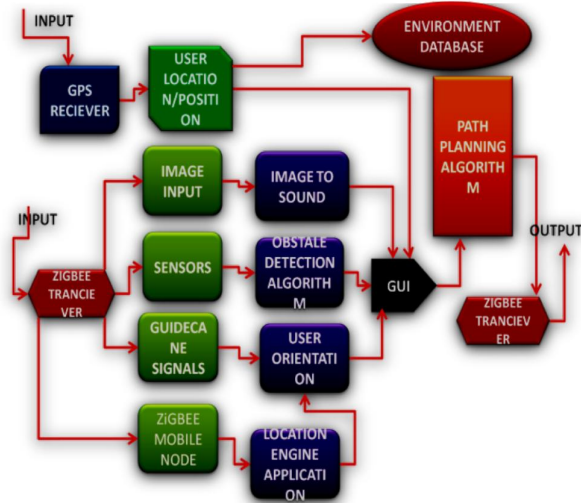 INPUT
GPS
RECIEVER
USER
LOCATIO
N/POSITI
ON
ENVIRONMENT
DATABASE
PATH
PLANNING
ALGORITH
M
IMAGE
INPUT
IMAGE TO
SOUND
INPUT
ZIGBEE
TRANCIE
VER
SENSORS
OBSTALE
DETECTION
ALGORITH
M
GUI
OUTPUT
ZIGBEE
TRANCIEV
ER
GUIDECA
NE
SIGNALS
USER
ORIENTATI
ON
ZiGBEE
MOBILE
NODE
LOCATION
ENGINE
APPLICATI
ON